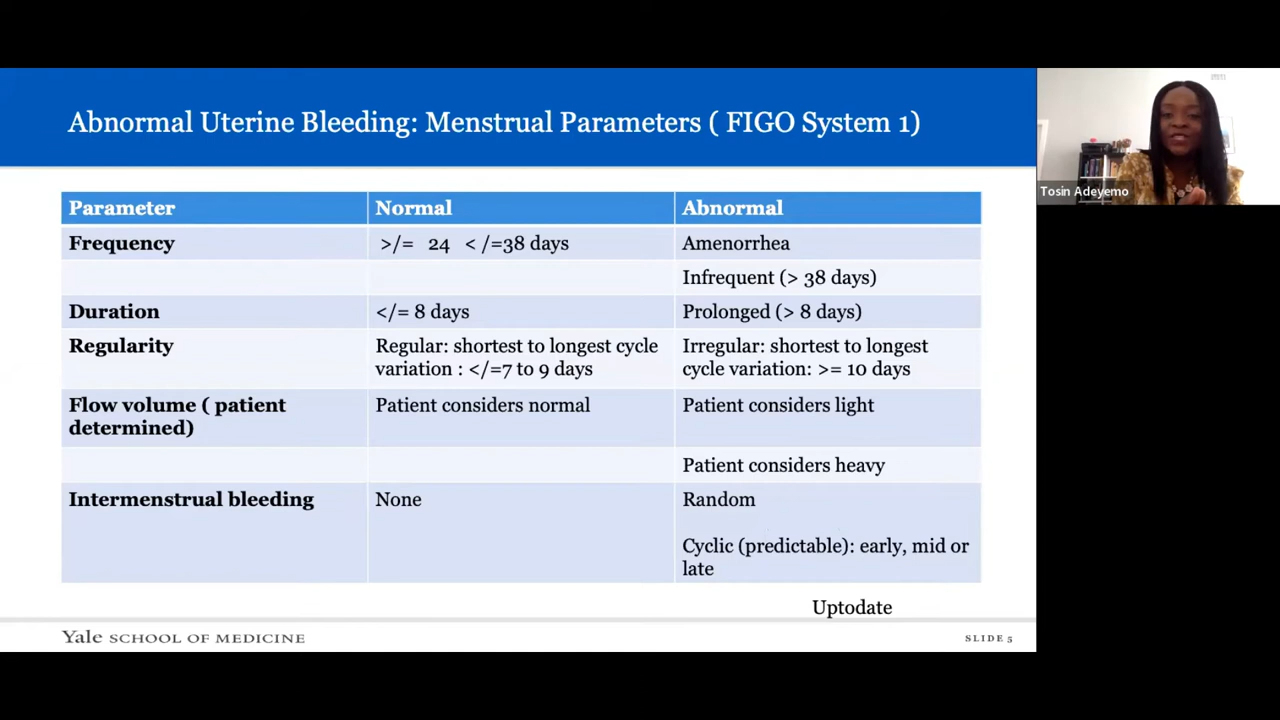 Abnormal Uterine Bleeding: Menstrual Parameters ( FIGO System 1)
Tosin Adeyemo
Parameter Normal Abnormal
Frequency >/= 24 < /=38 days Amenorrhea
Infrequent (> 38 days)
Duration </= 8 days Prolonged (> 8 days)
Regularity Regular: shortest to longest cycle Irregular: shortest to longest
variation : </=7 to 9 days cycle variation: >= 10 days
Flow volume ( patient Patient considers normal Patient considers light
determined)
Patient considers heavy
Intermenstrual bleeding None Random
Cyclic (predictable): early, mid or
late
Uptodate
Yale SCHOOL OF MEDICINE SLIDE 5